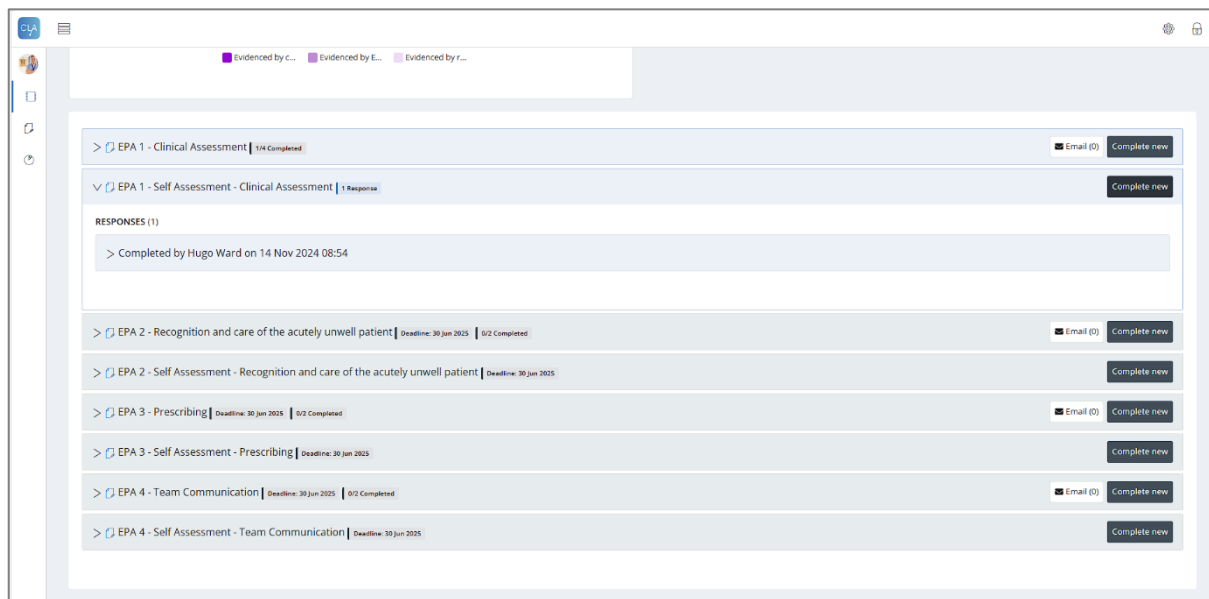 CLA
Evidenced by c... Evidenced by E... Evidenced by r...
EPA 1 - Clinical Assessment 1/4 Completed Email (0) Complete new
EPA 1 - Self Assessment - Clinical Assessment 1 Response Complete new
RESPONSES (1)
Completed by Hugo Ward on 14 Nov 2024 08:54
EPA 2 - Recognition and care of the acutely unwell patient Deadline: 30 Jun 2025 0/2 Completed Email (0) Complete new
EPA 2 - Self Assessment - Recognition and care of the acutely unwell patient Deadline: 30 Jun 2025 Complete new
EPA 3 - Prescribing Deadline: 30 Jun 2025 0/2 Completed Email (0) Complete new
EPA 3 - Self Assessment - Prescribing Deadline: 30 Jun 2025 Complete new
EPA 4 - Team Communication Deadline: 30 Jun 2025 0/2 Completed Email (0) Complete new
EPA 4 - Self Assessment - Team Communication Deadline: 30 Jun 2025 Complete new